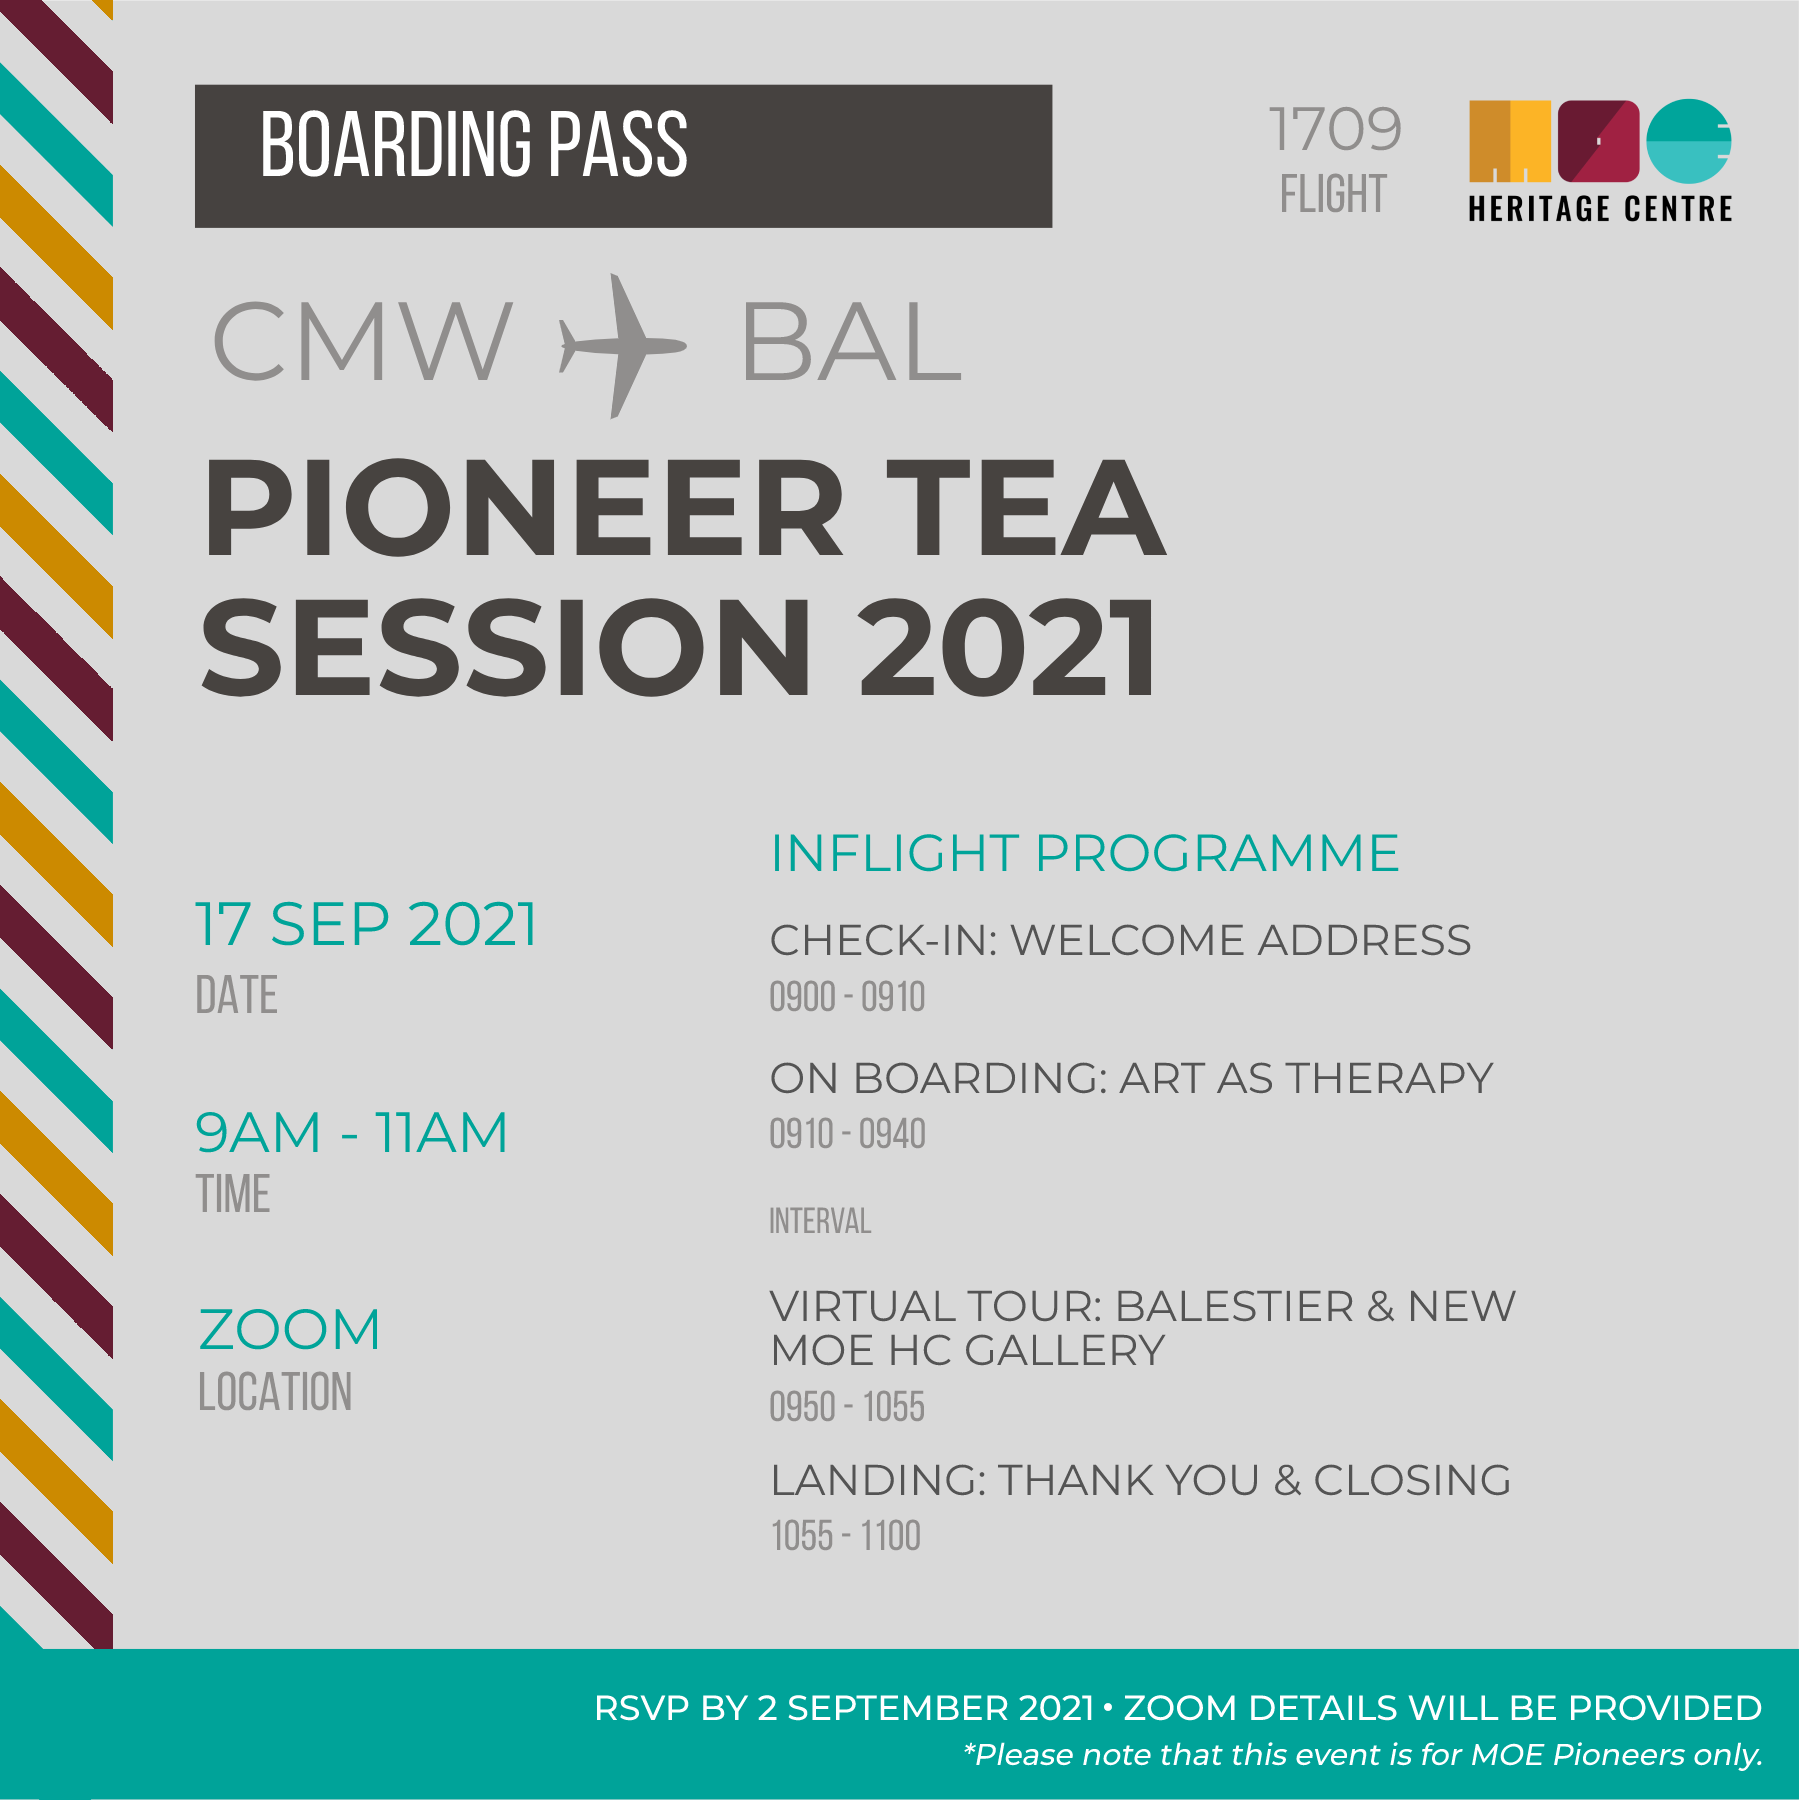 BOARDING PASS
1709
FLIGHT
HERITAGE CENTRE
CMW BAL
PIONEER TEA
SESSION 2021
17 SEP 2021
DATE
9AM - 11AM
TIME
ZOOM
LOCATION
INFLIGHT PROGRAMME
CHECK-IN: WELCOME ADDRESS
0900 - 0910
ON BOARDING: ART AS THERAPY
0910 - 0940
INTERVAL
VIRTUAL TOUR: BALESTIER & NEW
MOE HC GALLERY
0950 - 1055
LANDING: THANK YOU & CLOSING
1055 - 1100
RSVP BY 2 SEPTEMBER 2021 • ZOOM DETAILS WILL BE PROVIDED
*Please note that this event is for MOE Pioneers only.